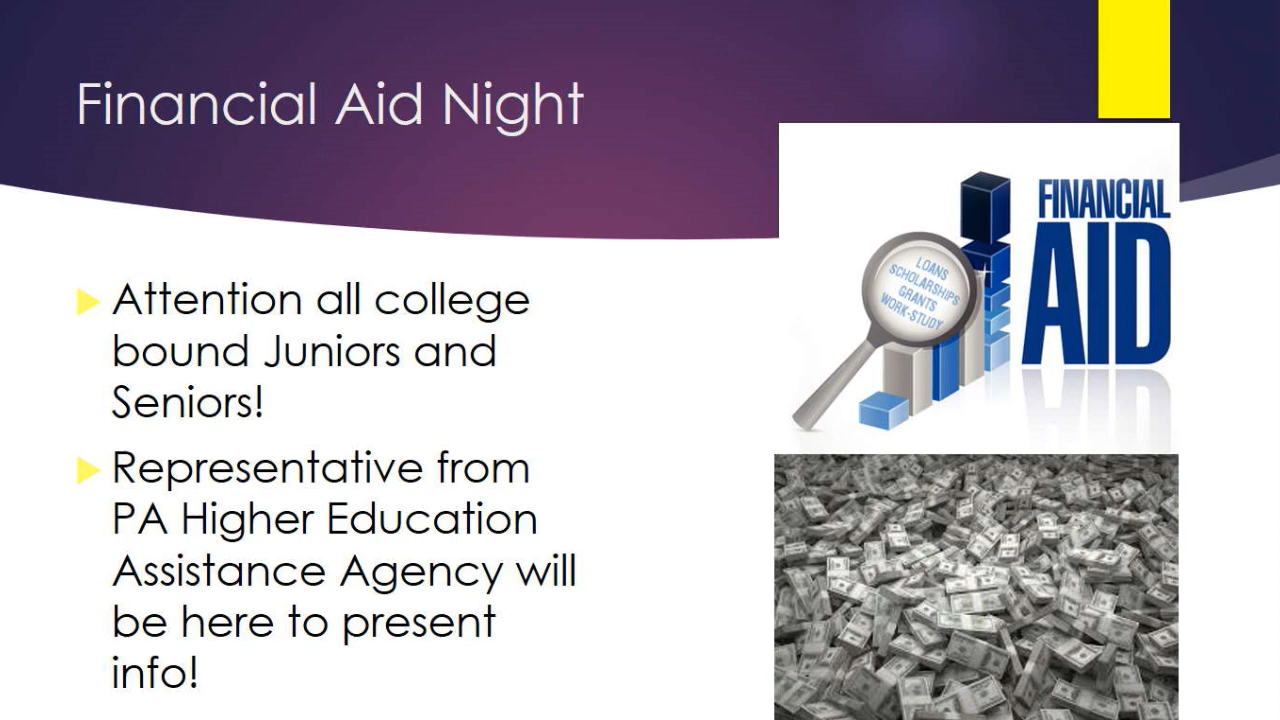 Financial Aid Night
Attention all college
bound Juniors and
Seniors!
Representative from
PA Higher Education
Assistance Agency will
be here to present
info!
FINANCIAL
AID
LOANS
SCHOLARSHIPS
GRANTS
WORK-STUDY